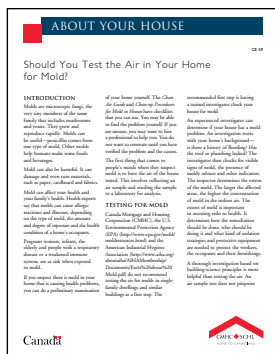 ABOUT YOUR HOUSE
CE 59
Should You Test the Air in Your Home
for Mold?
INTRODUCTION
Molds are microscopic fungi, the
very tiny members of the same
family that includes mushrooms
and yeasts. They grow and
reproduce rapidly. Molds can
be useful—penicillin comes from
one type of mold. Other molds
help humans make some foods
and beverages.
Mold can also be harmful. It can
damage and even ruin materials,
such as paper, cardboard and fabrics.
Mold can affect your health and
your family's health. Health experts
say that molds can cause allergic
reactions and illnesses, depending
on the type of mold, the amount
and degree of exposure and the health
condition of a home's occupants.
Pregnant women, infants, the
elderly and people with a respiratory
disease or a weakened immune
system, are at risk when exposed
to mold.
If you suspect there is mold in your
home that is causing health problems,
you can do a preliminary examination
of your house yourself. The Clean
Air Guide and Clean-up Procedures
for Mold in Houses have checklists
that you can use. You may be able
to find the problem yourself. If you
are unsure, you may want to hire
a professional to help you. Do not
want to renovate until you have
verified the problem and the causes.
The first thing that comes to
people's minds when they suspect
mold is to have the air of the house
tested. This involves collecting an
air sample and sending the sample
to a laboratory for analysis.
TESTING FOR MOLD
Canada Mortgage and Housing
Corporation (CMHC), the U.S.
Environmental Protection Agency
(EPA) (http://www.epa.gov/mold/
moldresources.html) and the
American Industrial Hygiene
Association (http://www.aiha.org/
Documents/Facts%20About%20
Mold.pdf) do not recommend
testing the air for molds in single-
family dwellings and similar
buildings as a first step. The
recommended first step is having
a trained investigator check your
house for mold.
An experienced investigator can
determine if your house has a mold
problem. An investigation starts
with your home's background—
is there a history of flooding? Has
the roof or plumbing leaked? The
investigation then checks for visible
signs of mold, the presence of
moldy odours and other indicators.
The inspector determines the extent
of the mold. The larger the affected
area, the higher the concentration
of mold in the indoor air. The
extent of mold is important
in assessing risks to health. It
determines how the remediation
should be done, who should be
doing it and what kind of isolation
strategies and protective equipment
are needed to protect the workers,
the occupants and their furnishings.
A thorough investigation based on
building-science principles is more
helpful than testing the air. An
air sample test does not pinpoint
Canada
CMHC SCHL
HOME TO CANADIANS